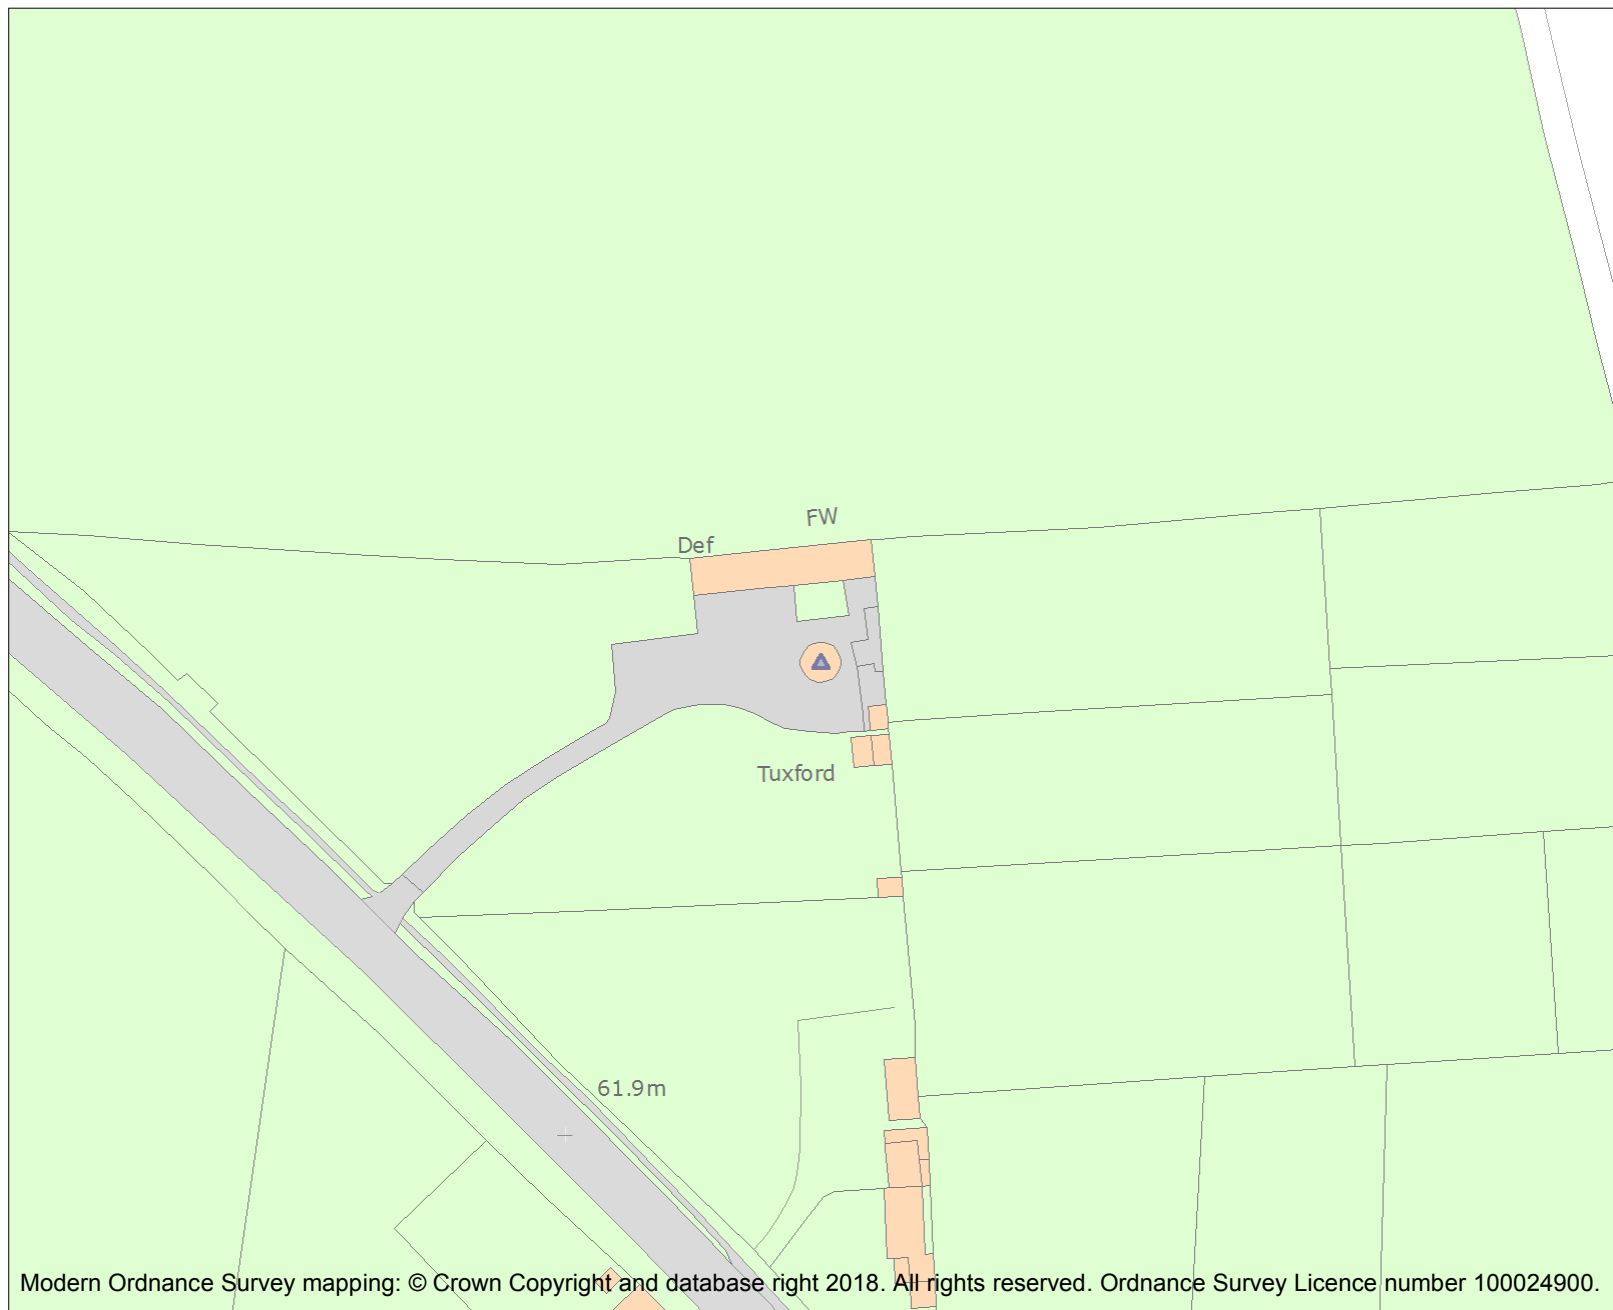 FW
Def
Tuxford
61.9m
Modern Ordnance Survey mapping: © Crown Copyright and database right 2018. All rights reserved. Ordnance Survey Licence number 100024900.